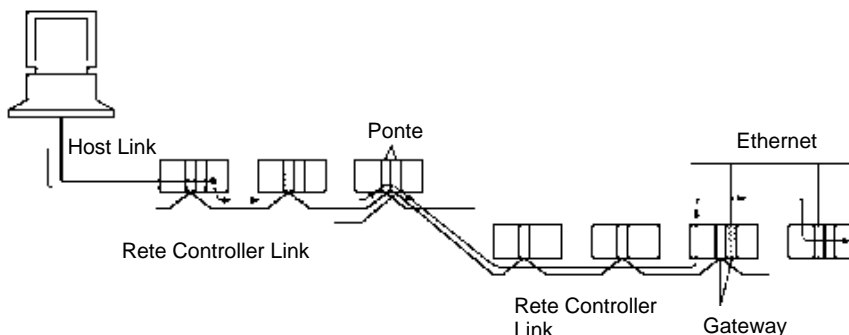 Host Link
Ponte
Ethernet
Rete Controller Link
Rete Controller
Link
Gateway